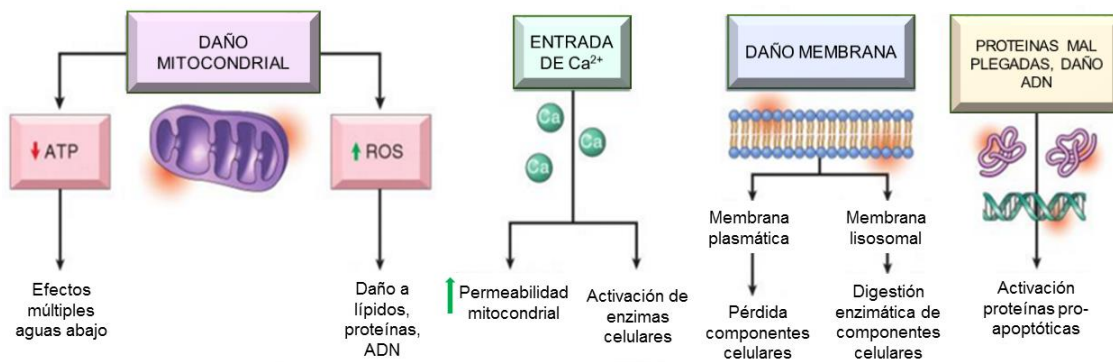 DAÑO
MITOCONDRIAL
ATP
ROS
Efectos
múltiples
aguas abajo
Daño a
lípidos,
proteínas,
ADN
ENTRADA
DE Ca²⁺
Ca
Ca
Ca
Permeabilidad
mitocondrial
Activación de
enzimas
celulares
DAÑO MEMBRANA
Membrana
plasmática
Membrana
lisosomal
Pérdida
componentes
celulares
Digestión
enzimática de
componentes
celulares
PROTEINAS MAL
PLEGADAS, DAÑO
ADN
Activación
proteínas pro-
apoptóticas